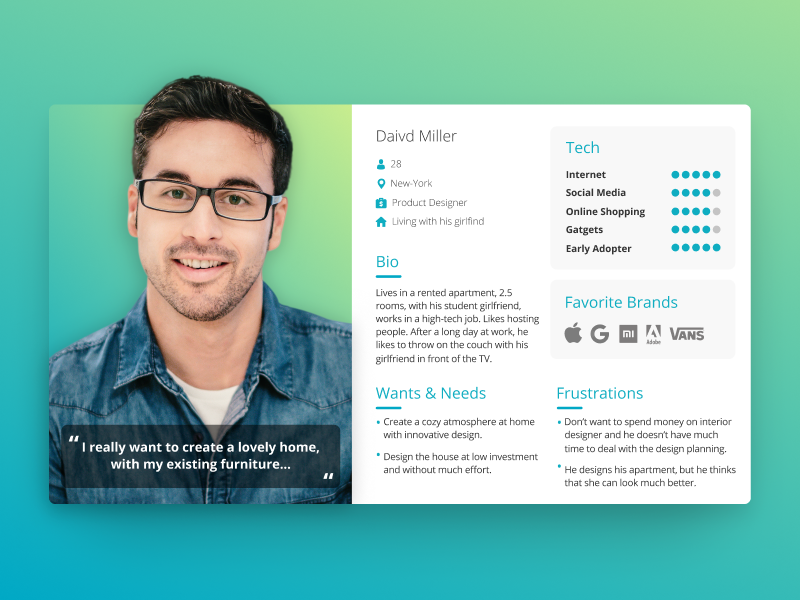 Daivd Miller
28
New-York
Product Designer
Living with his girlfind
Bio
Lives in a rented apartment, 2.5
rooms, with his student girlfriend,
works in a high-tech job. Likes hosting
people. After a long day at work, he
likes to throw on the couch with his
girlfriend in front of the TV.
Tech
Internet
Social Media
Online Shopping
Gatgets
Early Adopter
Favorite Brands
G
mi
Adobe
VANS
Wants & Needs
• Create a cozy atmosphere at home
with innovative design.
• Design the house at low investment
and without much effort.
Frustrations
• Don't want to spend money on interior
designer and he doesn't have much
time to deal with the design planning.
• He designs his apartment, but he thinks
that she can look much better.
“ I really want to create a lovely home,
with my existing furniture... “